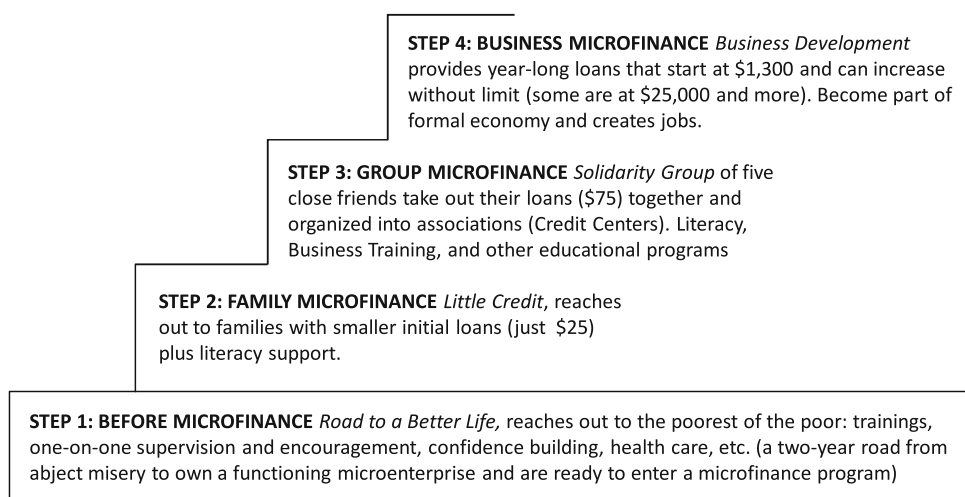 STEP 4: BUSINESS MICROFINANCE Business Development
provides year-long loans that start at $1,300 and can increase
without limit (some are at $25,000 and more). Become part of
formal economy and creates jobs.
STEP 3: GROUP MICROFINANCE Solidarity Group of five
close friends take out their loans ($75) together and
organized into associations (Credit Centers). Literacy,
Business Training, and other educational programs
STEP 2: FAMILY MICROFINANCE Little Credit, reaches
out to families with smaller initial loans (just $25)
plus literacy support.
STEP 1: BEFORE MICROFINANCE Road to a Better Life, reaches out to the poorest of the poor: trainings,
one-on-one supervision and encouragement, confidence building, health care, etc. (a two-year road from
abject misery to own a functioning microenterprise and are ready to enter a microfinance program)